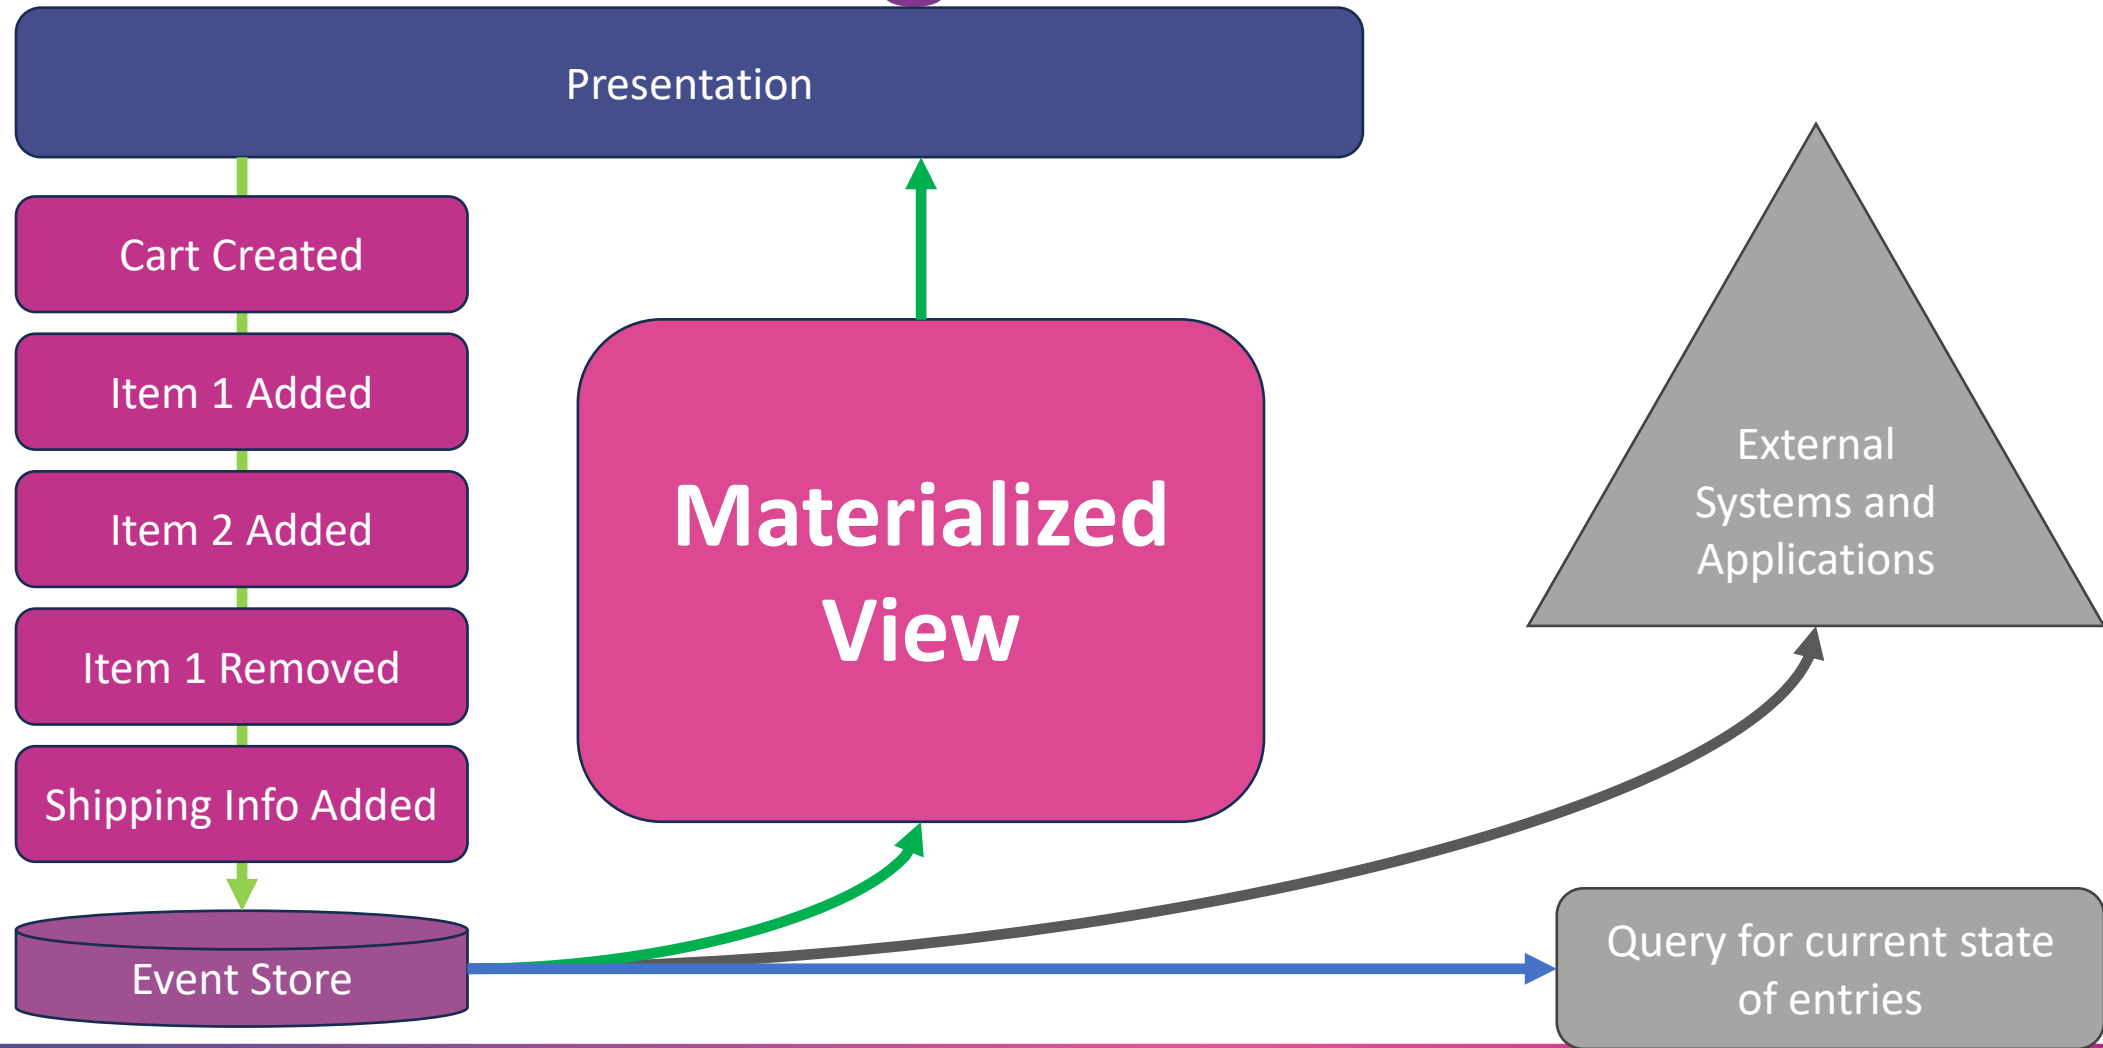 Presentation
Cart Created
Item 1 Added
Item 2 Added
Item 1 Removed
Shipping Info Added
Event Store
Materialized
View
External
Systems and
Applications
Query for current state
of entries